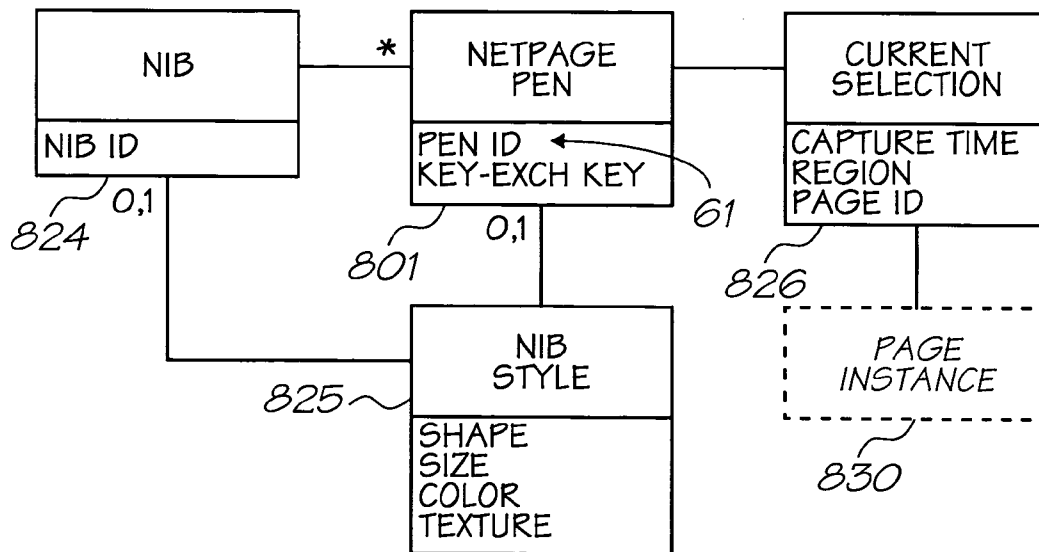 NIB
NIB ID
824
0,1
*
NETPAGE
PEN
PEN ID
KEY-EXCH KEY
61
801
0,1
CURRENT
SELECTION
CAPTURE TIME
REGION
PAGE ID
826
NIB
STYLE
825
SHAPE
SIZE
COLOR
TEXTURE
PAGE
INSTANCE
830